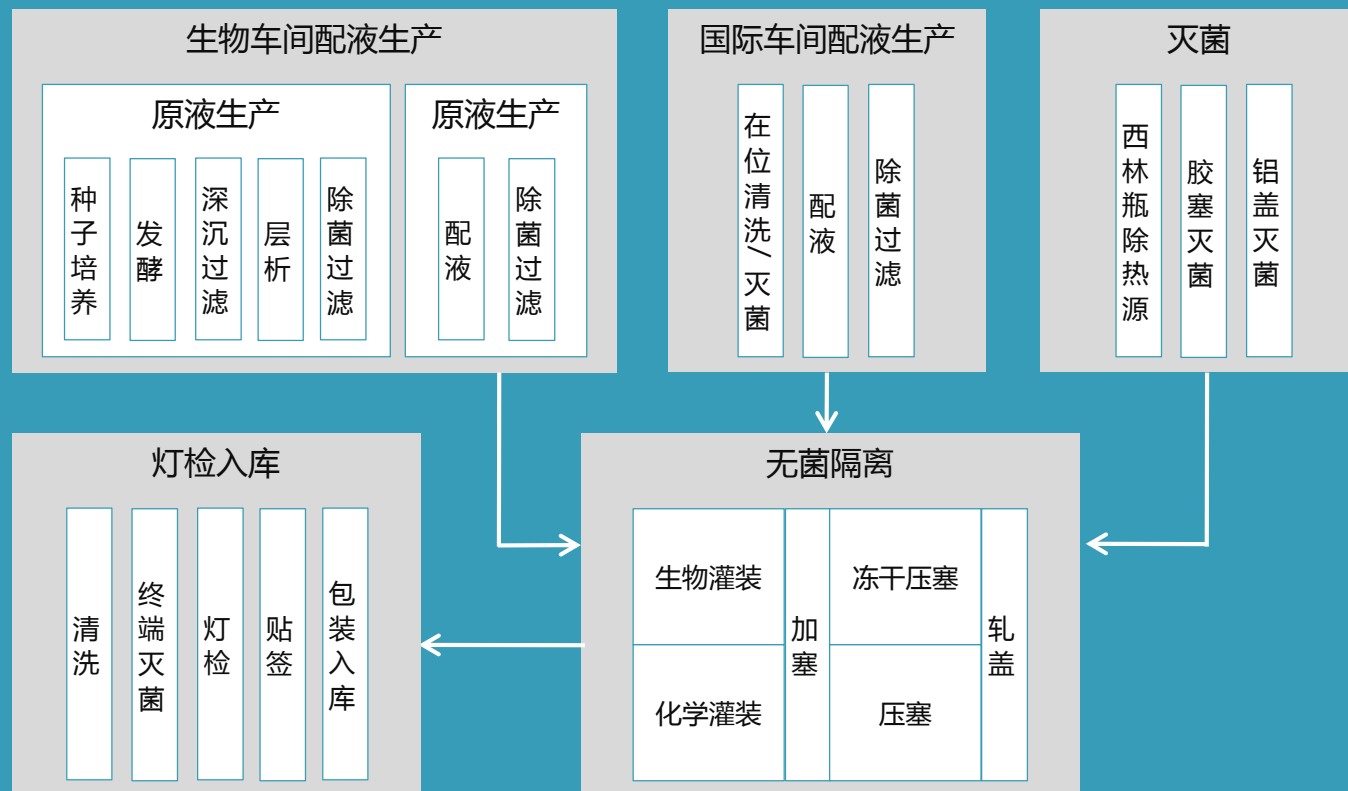 生物车间配液生产
原液生产
种子培养
发酵
深沉过滤
层析
除菌过滤
原液生产
配液
除菌过滤
国际车间配液生产
在位清洗/灭菌
配液
除菌过滤
灭菌
西林瓶除热源
胶塞灭菌
铝盖灭菌
灯检入库
清洗
终端灭菌
灯检
贴签
包装入库
无菌隔离
生物灌装
化学灌装
加塞
冻干压塞
压塞
轧盖